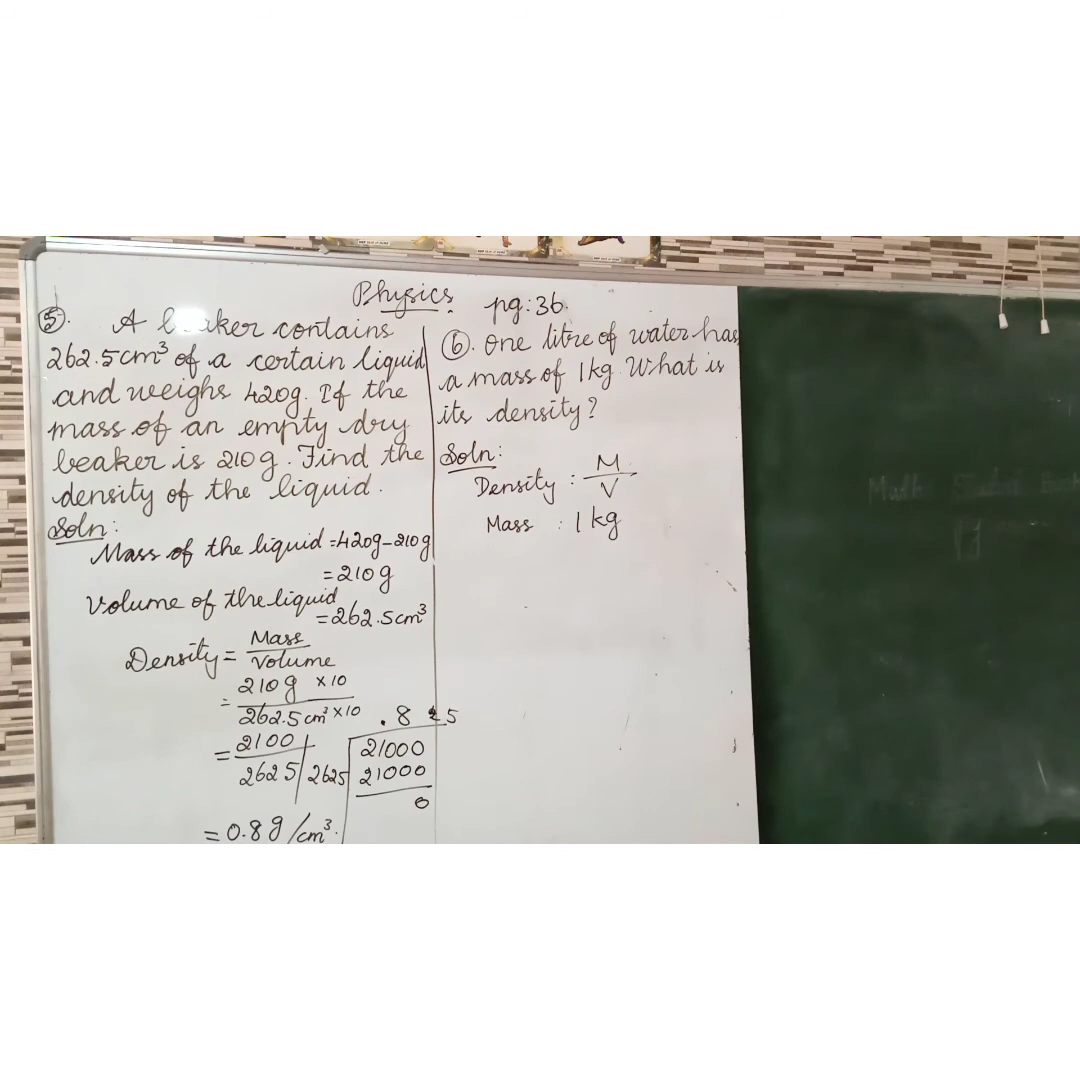 Physics. pg:36.
⑤. A beaker contains
262.5cm³ of a certain liquid
and weighs 420g. If the
mass of an empty dry
beaker is 210g. Find the
density of the liquid.
Soln:
Mass of the liquid =420g-210g
=210g
Volume of the liquid
=262.5cm³
Density = Mass / Volume
= 210g ×10 / 262.5cm³ ×10
= 2100 / 2625
.8
2625 21000
21000
0
= 0.8g/cm³.
⑥. One litre of water has
a mass of 1kg. What is
its density?
Soln:
Density : M / V
Mass : 1kg